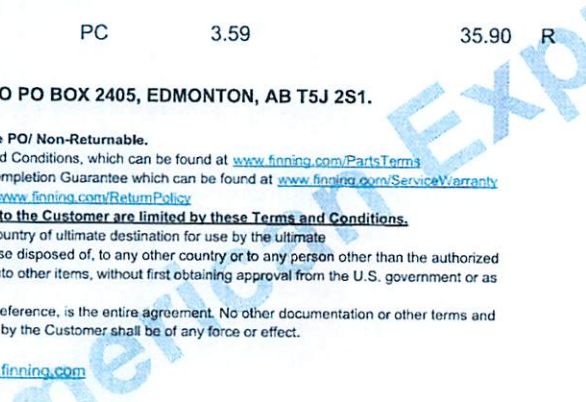 PC 3.59 35.90 R
O PO BOX 2405, EDMONTON, AB T5J 2S1.
e PO/ Non-Returnable.
d Conditions, which can be found at www.finning.com/PartsTerms
ompletion Guarantee which can be found at www.finning.com/ServiceWarranty
www.finning.com/ReturnPolicy
to the Customer are limited by these Terms and Conditions.
ountry of ultimate destination for use by the ultimate
se disposed of, to any other country or to any person other than the authorized
to other items, without first obtaining approval from the U.S. government or as
eference, is the entire agreement. No other documentation or other terms and
by the Customer shall be of any force or effect.
finning.com
merican Exp